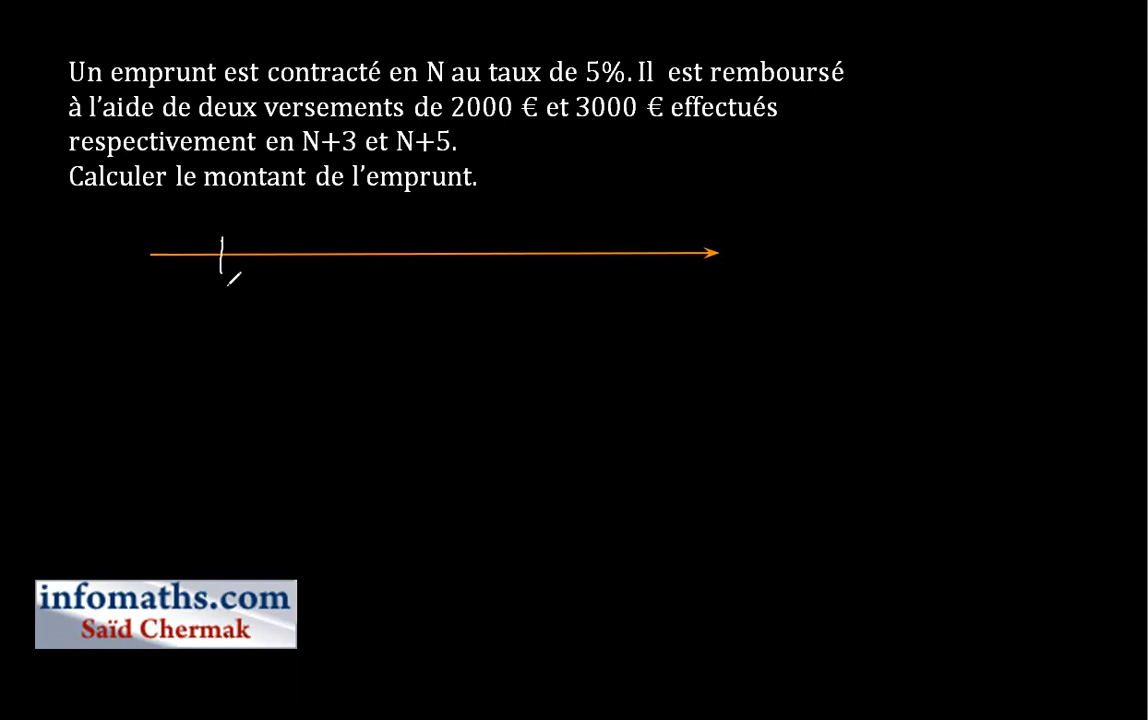 Un emprunt est contracté en N au taux de 5%. Il est remboursé
à l’aide de deux versements de 2000 € et 3000 € effectués
respectivement en N+3 et N+5.
Calculer le montant de l’emprunt.
infomaths.com
Saïd Chermak